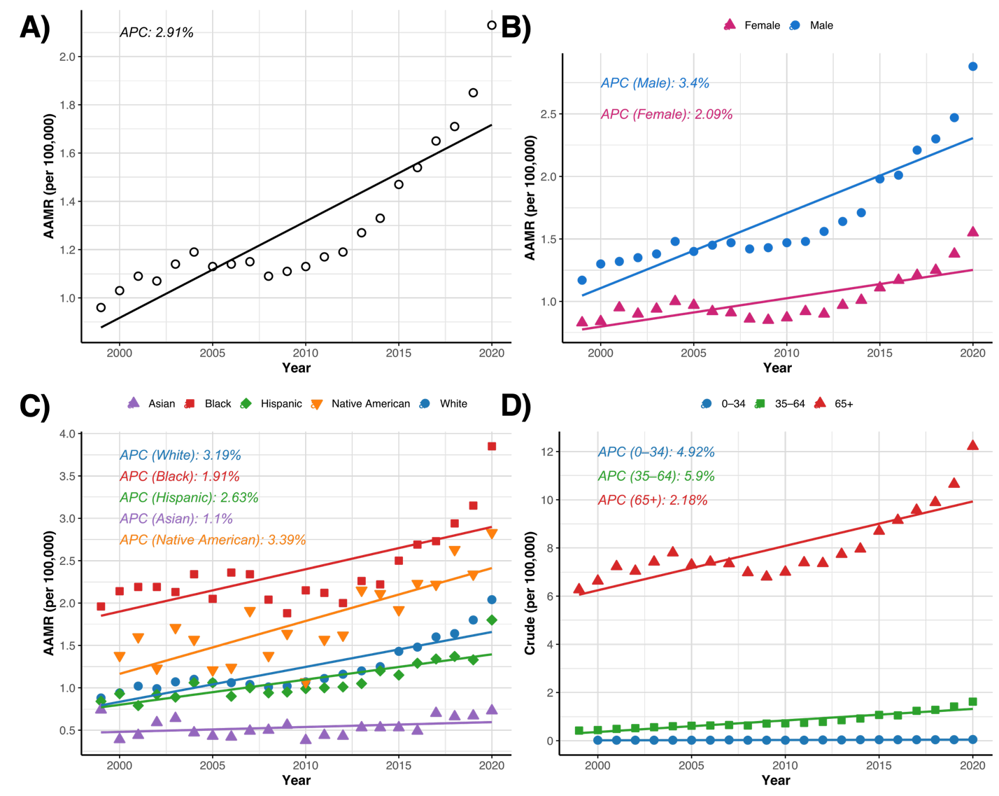 A)
APC: 2.91%
AAMR (per 100,000)
2.0
1.8
1.6
1.4
1.2
1.0
2000 2005 2010 2015 2020
Year
B)
Female Male
APC (Male): 3.4%
APC (Female): 2.09%
AAMR (per 100,000)
2.5
2.0
1.5
1.0
2000 2005 2010 2015 2020
Year
C)
Asian Black Hispanic Native American White
APC (White): 3.19%
APC (Black): 1.91%
APC (Hispanic): 2.63%
APC (Asian): 1.1%
APC (Native American): 3.39%
AAMR (per 100,000)
4.0
3.5
3.0
2.5
2.0
1.5
1.0
0.5
2000 2005 2010 2015 2020
Year
D)
0–34 35–64 65+
APC (0–34): 4.92%
APC (35–64): 5.9%
APC (65+): 2.18%
Crude (per 100,000)
12
10
8
6
4
2
0
2000 2005 2010 2015 2020
Year